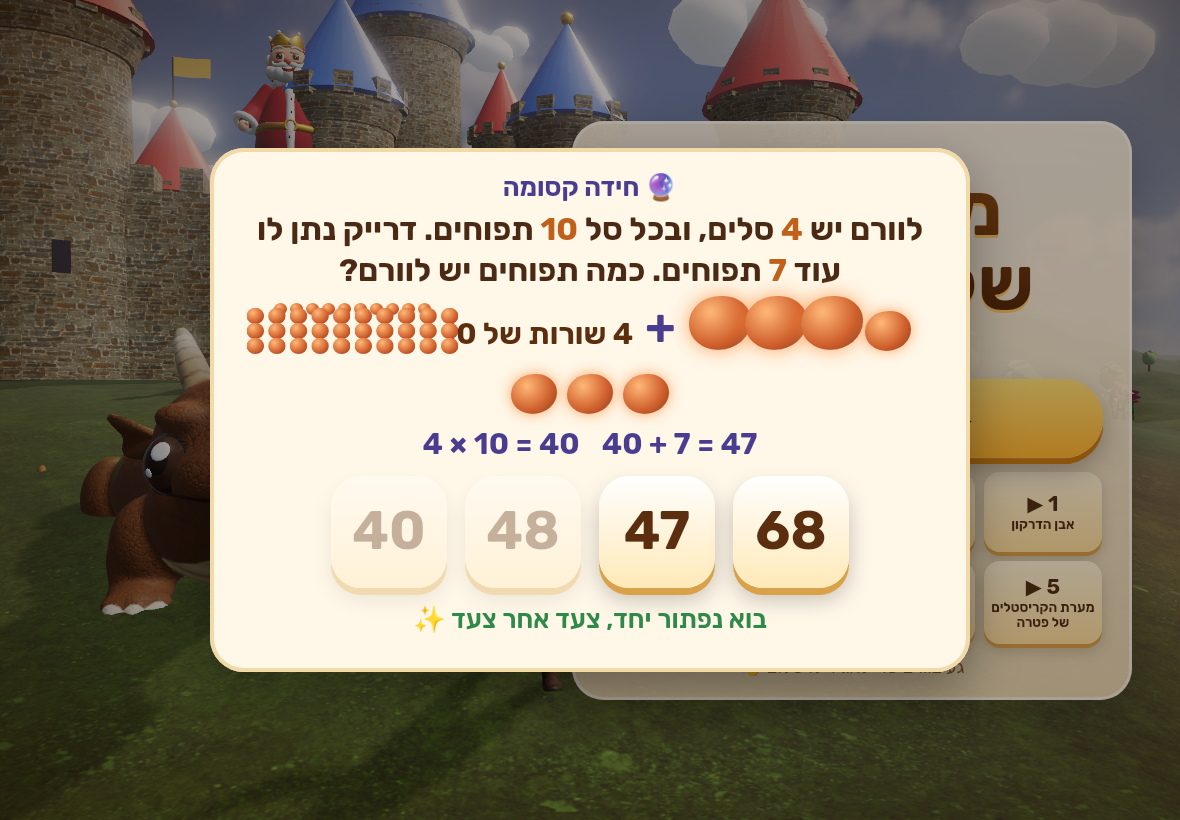 חידה קסומה 🔮
לוורם יש 4 סלים, ובכל סל 10 תפוחים. דרייק נתן לו
עוד 7 תפוחים. כמה תפוחים יש לוורם?
+ 4 שורות של 0
4 × 10 = 40 40 + 7 = 47
40 48 47 68
בוא נפתור יחד, צעד אחר צעד ✨
1 ▶
אבן הדרקון
5 ▶
מערת הקריסטלים
של פטרה